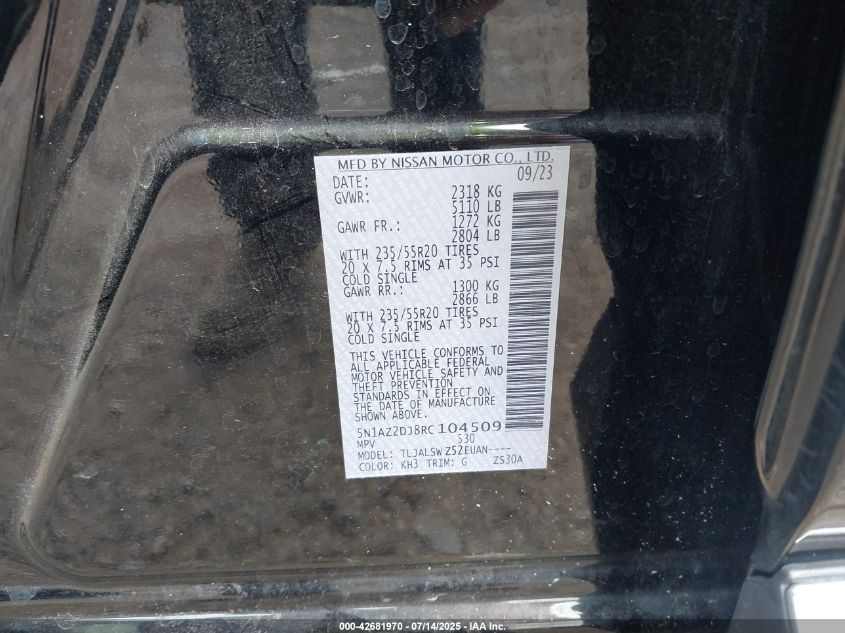 MFD BY NISSAN MOTOR CO., LTD.
DATE: 09/23
GVWR: 2318 KG
5110 LB
GAWR FR.: 1272 KG
2804 LB
WITH 235/55R20 TIRES
20 X 7.5 RIMS AT 35 PSI
COLD SINGLE
GAWR RR.: 1300 KG
2866 LB
WITH 235/55R20 TIRES
20 X 7.5 RIMS AT 35 PSI
COLD SINGLE
THIS VEHICLE CONFORMS TO
ALL APPLICABLE FEDERAL
MOTOR VEHICLE SAFETY AND
THEFT PREVENTION
STANDARDS IN EFFECT ON
THE DATE OF MANUFACTURE
SHOWN ABOVE.
5N1AZ2DJ8RC104509
MPV 530
MODEL: TLJALSWZ52EUAN----
COLOR: KH3 TRIM: G ZS30A
000-42681970 - 07/14/2025 - IAA Inc.